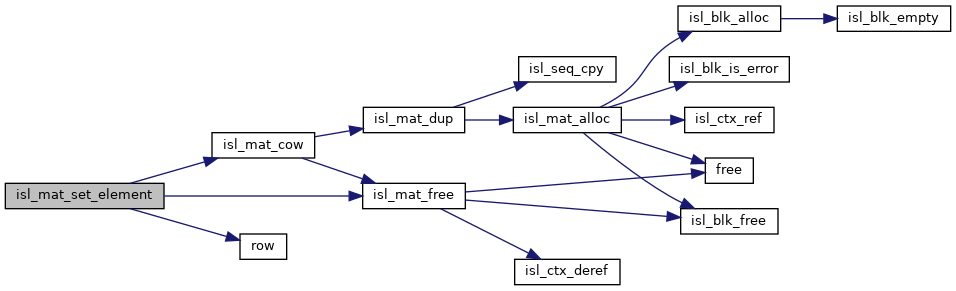 isl_mat_set_element
isl_mat_cow
isl_mat_free
row
isl_mat_dup
isl_seq_cpy
isl_mat_alloc
isl_ctx_deref
isl_blk_alloc
isl_blk_is_error
isl_ctx_ref
free
isl_blk_free
isl_blk_empty